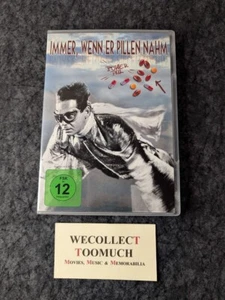 IMMER, WENN ER PILLEN NAHM
12
WECOLLECT
TOOMUCH
MOVIES, MUSIC & MEMORABILIA